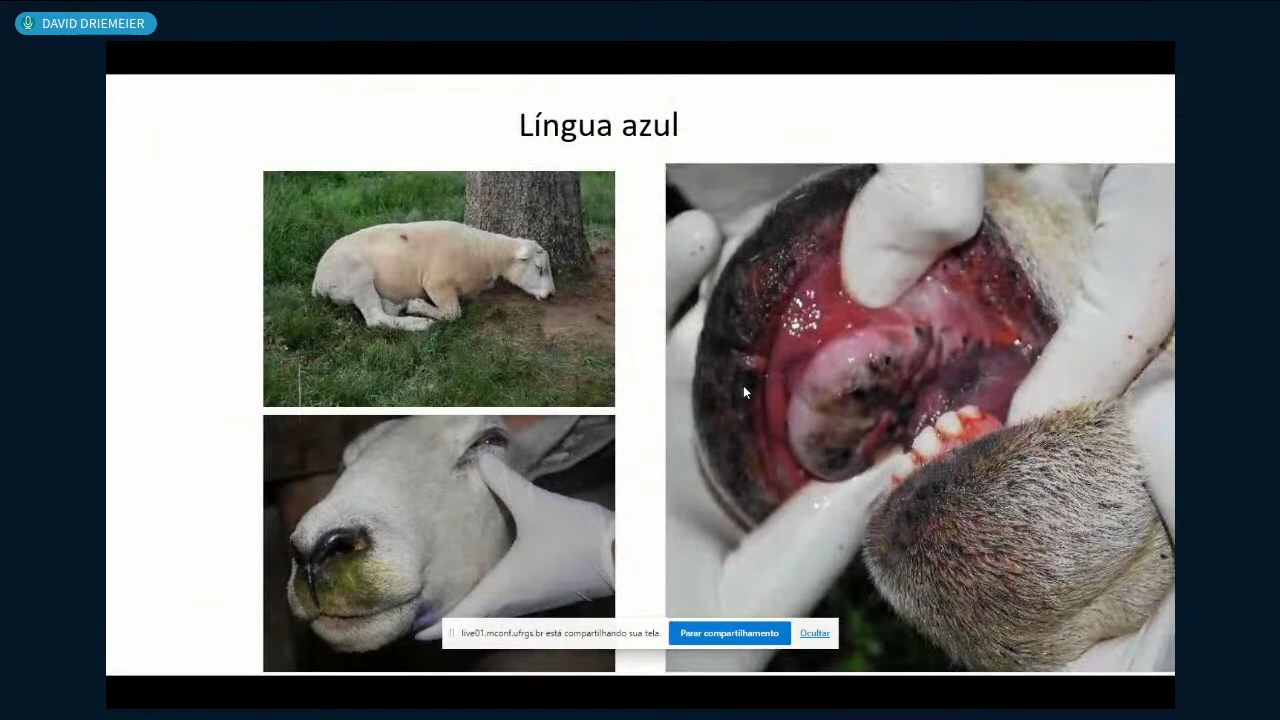 DAVID DRIEMEIER
Língua azul
live01.mconf.ufrgs.br está compartilhando sua tela.
Parar compartilhamento
Ocultar